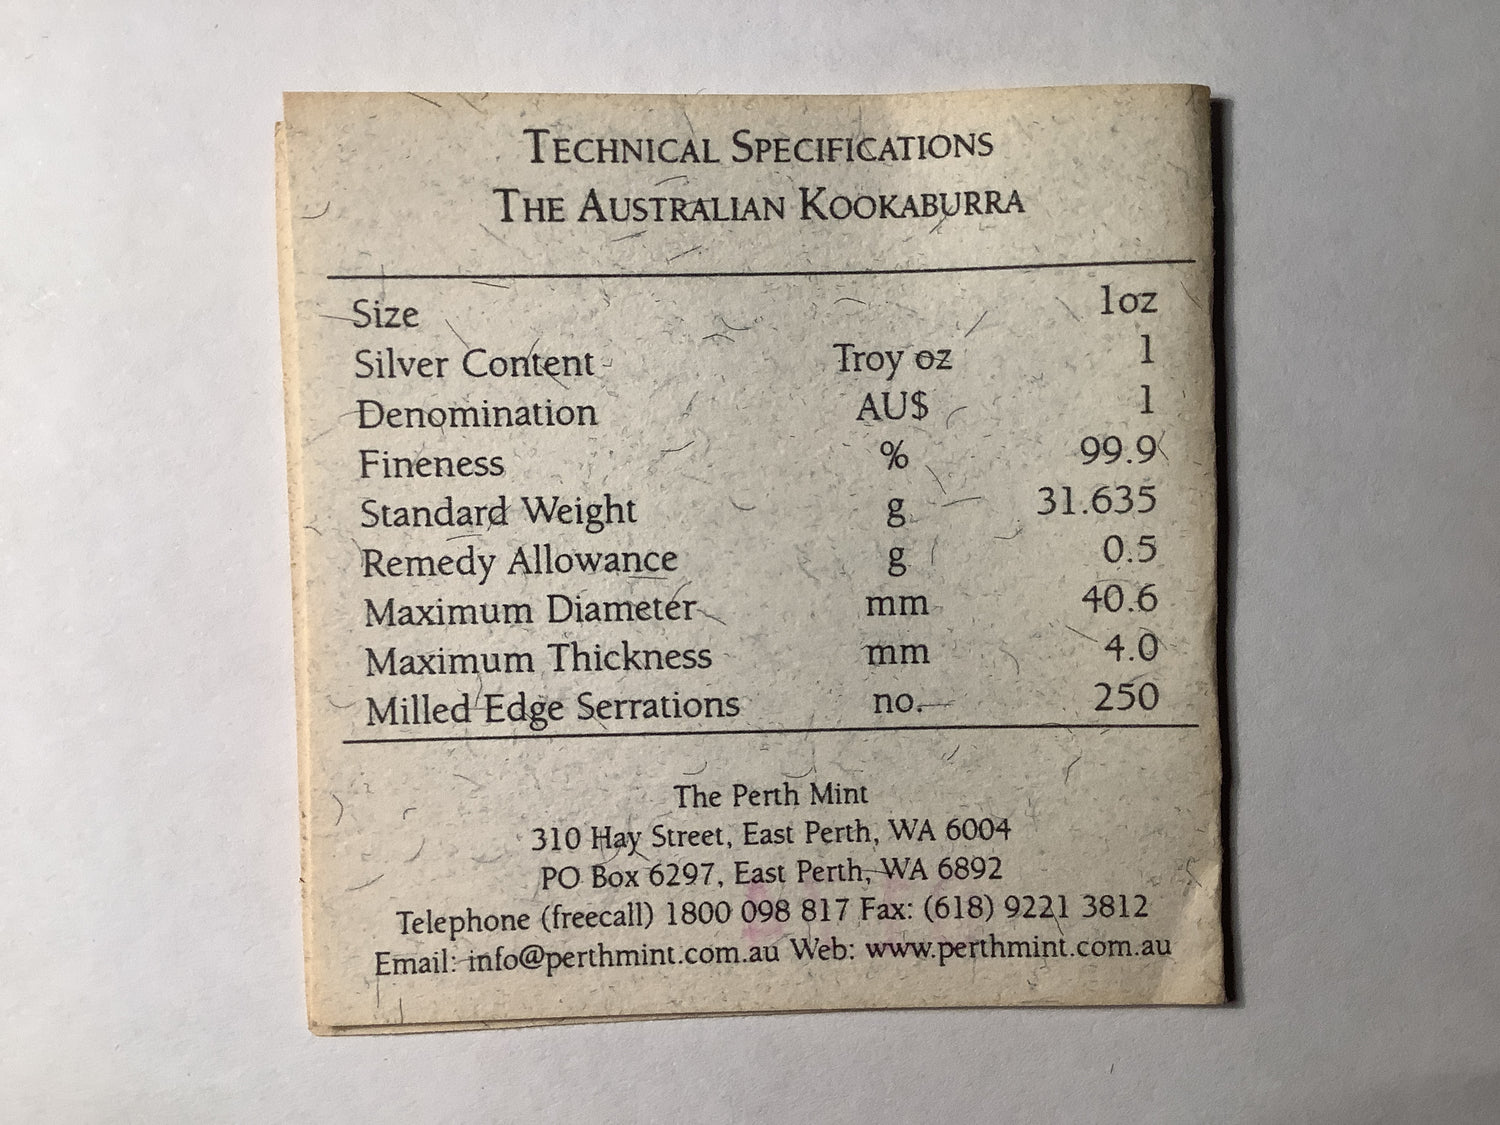 TECHNICAL SPECIFICATIONS
THE AUSTRALIAN KOOKABURRA
Size 1oz
Silver Content Troy oz 1
Denomination AU$ 1
Fineness % 99.9
Standard Weight g 31.635
Remedy Allowance g 0.5
Maximum Diameter mm 40.6
Maximum Thickness mm 4.0
Milled Edge Serrations no. 250
The Perth Mint
310 Hay Street, East Perth, WA 6004
PO Box 6297, East Perth, WA 6892
Telephone (freecall) 1800 098 817 Fax: (618) 9221 3812
Email: info@perthmint.com.au Web: www.perthmint.com.au